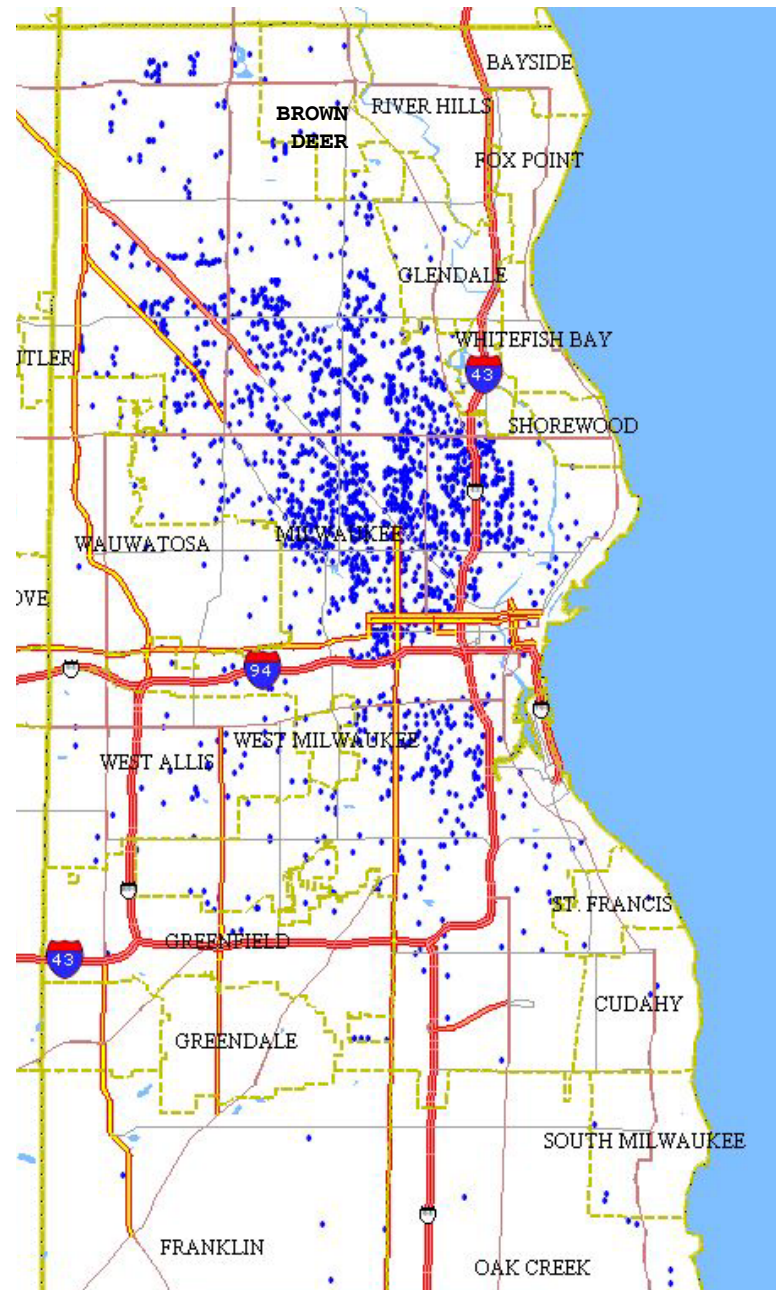 BAYSIDE
RIVER HILLS
BROWN
DEER
FOX POINT
GLENDALE
WHITEFISH BAY
UTLER
43
SHOREWOOD
MILWAUKEE
WAUWATOSA
OVE
94
WEST MILWAUKEE
WEST ALLIS
ST. FRANCIS
GREENFIELD
43
CUDAHY
GREENDALE
SOUTH MILWAUKEE
FRANKLIN
OAK CREEK